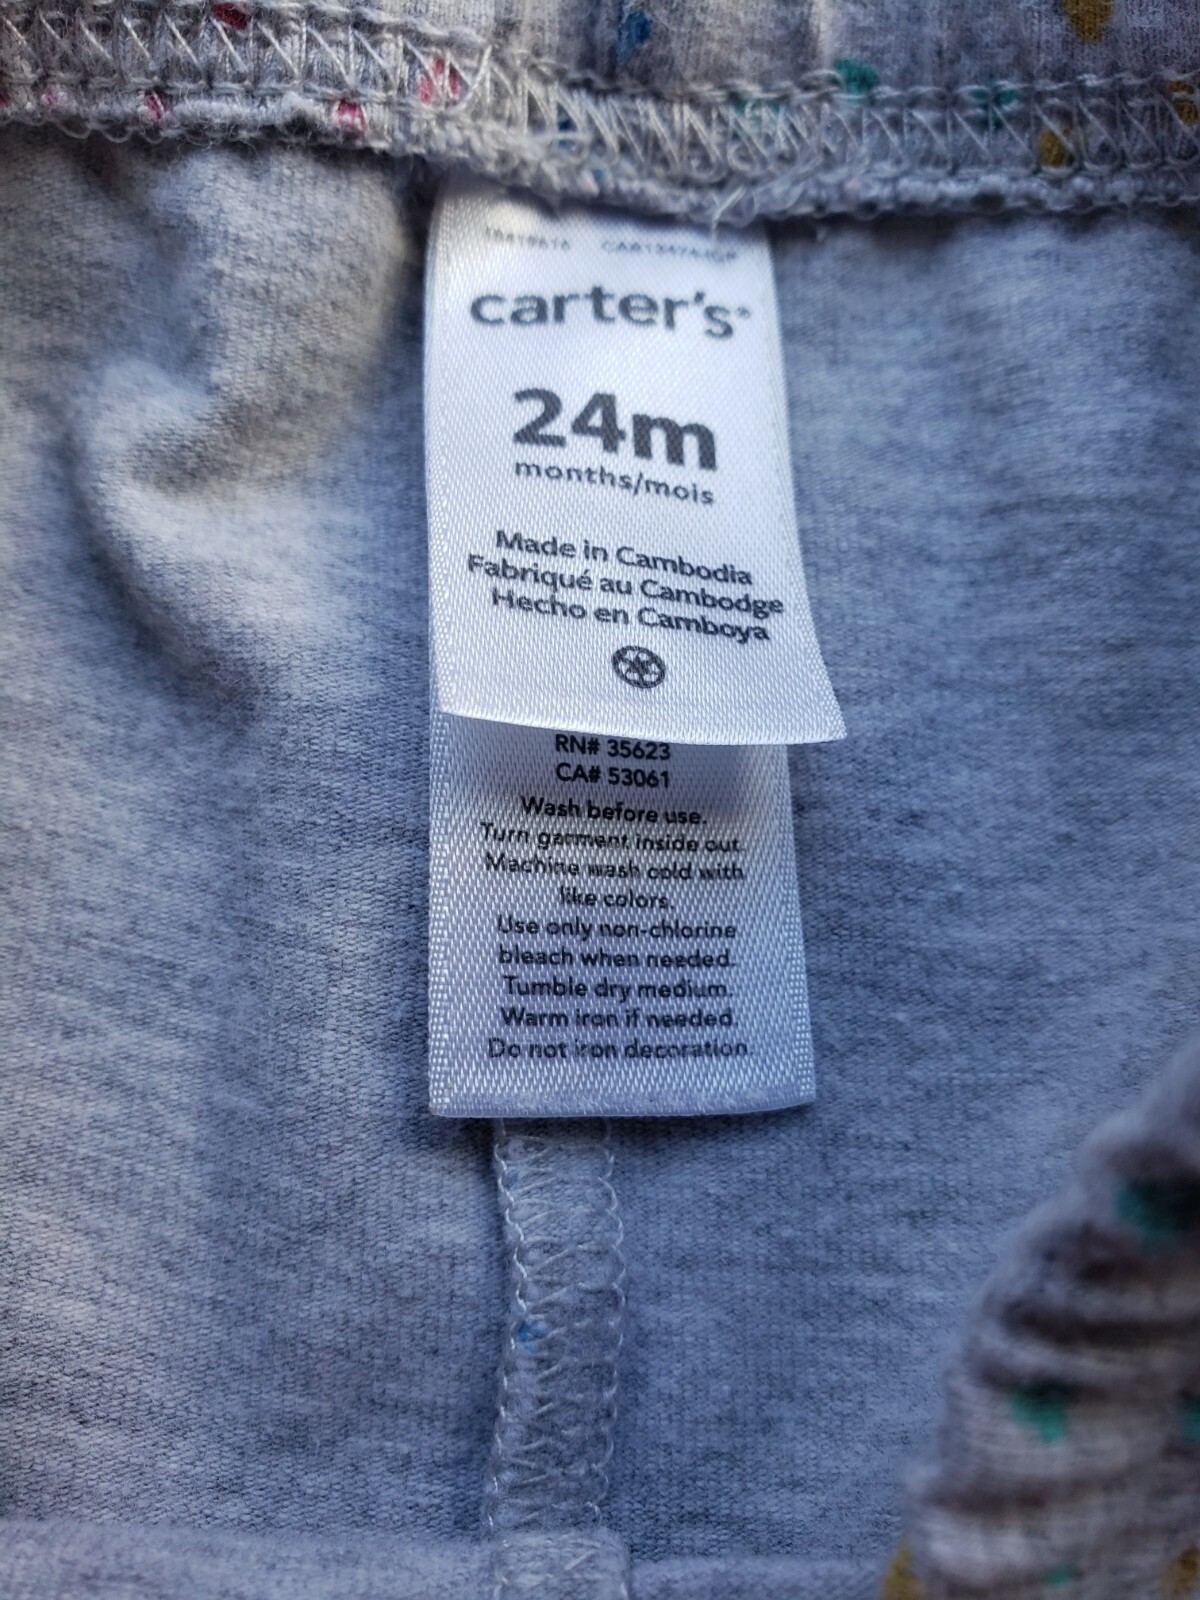 carter's
24m
months/mois
Made in Cambodia
Fabriqué au Cambodge
Hecho en Camboya
RN# 35623
CA# 53061
Wash before use.
Turn garment inside out.
Machine wash cold with
like colors.
Use only non-chlorine
bleach when needed.
Tumble dry medium.
Warm iron if needed.
Do not iron decoration.